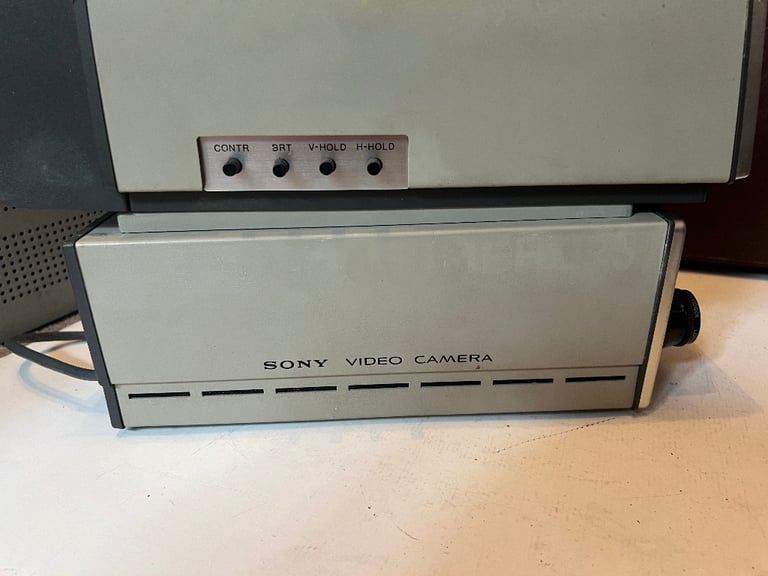 CONTR BRT V-HOLD H-HOLD
SONY VIDEO CAMERA